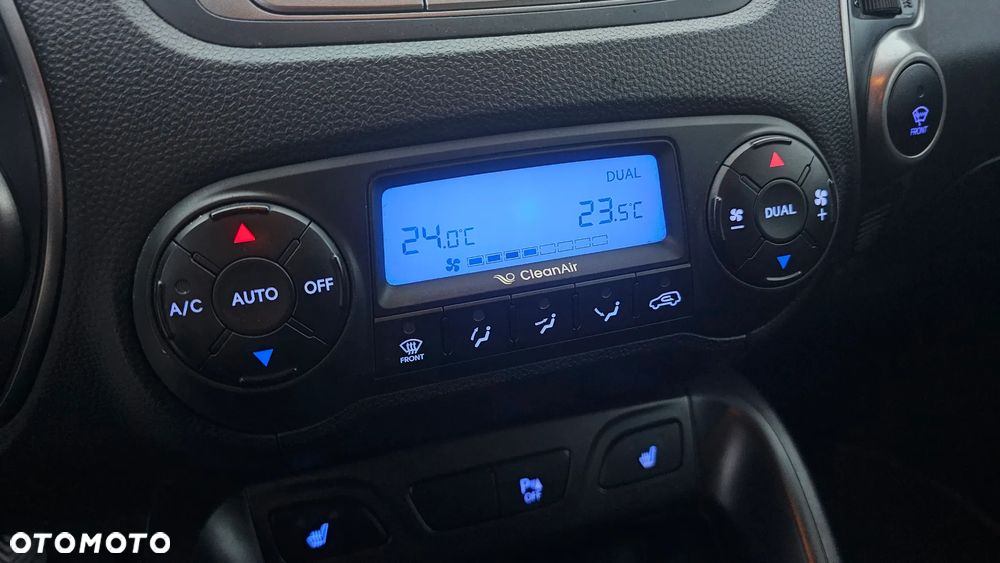 FRONT
DUAL
24.0°C
23.5°C
CleanAir
A/C
AUTO
OFF
DUAL
−
+
FRONT
P
OFF
OTOMOTO